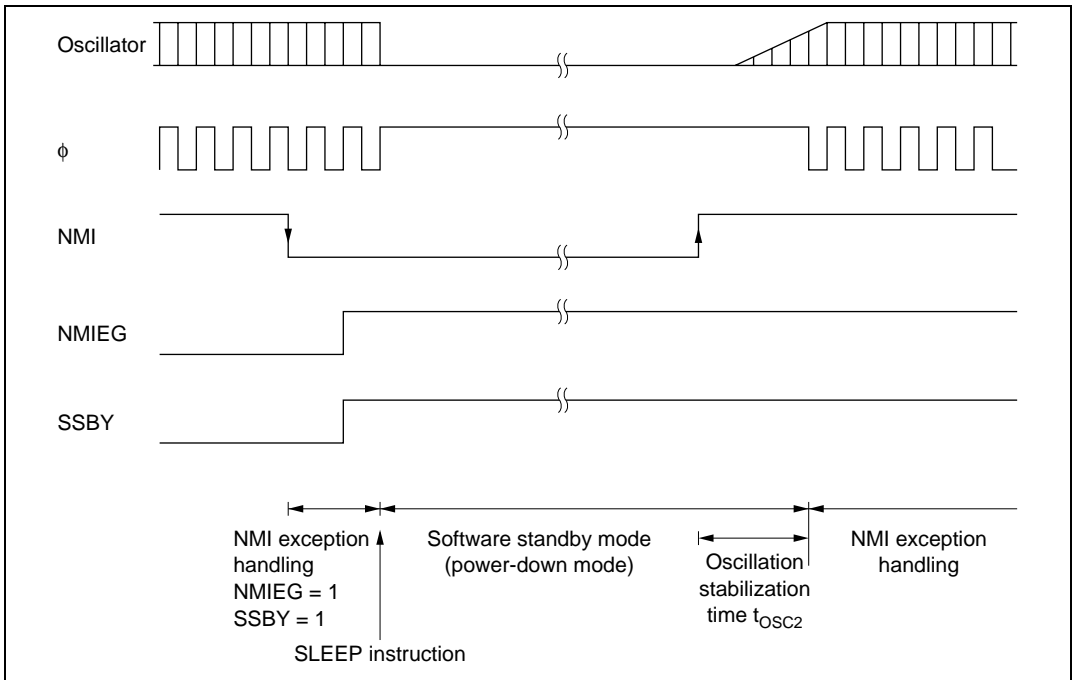 Oscillator
ϕ
NMI
NMIEG
SSBY
NMI exception
handling
NMIEG = 1
SSBY = 1
SLEEP instruction
Software standby mode
(power-down mode)
Oscillation
stabilization
time tOSC2
NMI exception
handling